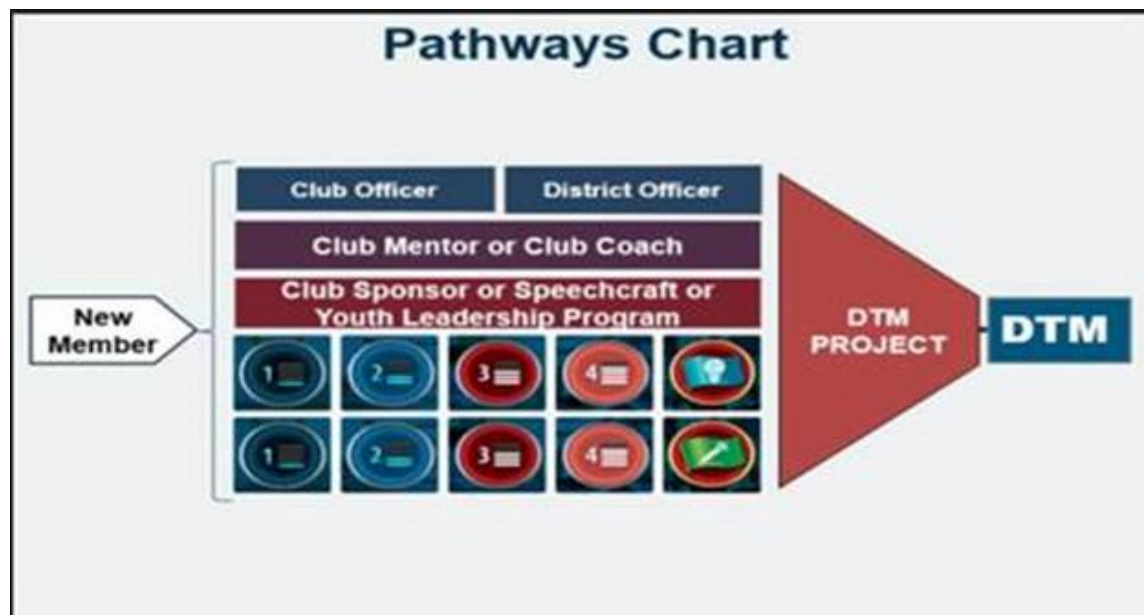 Pathways Chart
Club Officer
District Officer
Club Mentor or Club Coach
Club Sponsor or Speechcraft or
Youth Leadership Program
New
Member
1
2
3
4
1
2
3
4
DTM
PROJECT
DTM